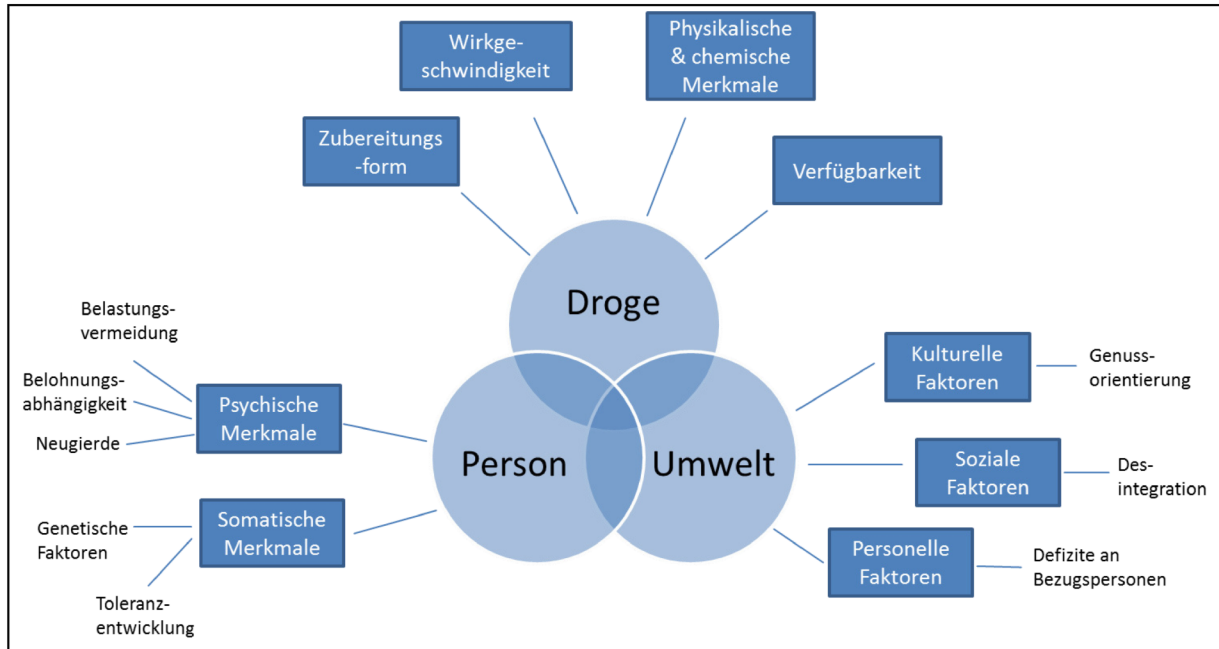 Wirkge-
schwindigkeit
Physikalische
& chemische
Merkmale
Zubereitungs
-form
Verfügbarkeit
Droge
Person
Umwelt
Belastungs-
vermeidung
Belohnungs-
abhängigkeit
Neugierde
Psychische
Merkmale
Genetische
Faktoren
Toleranz-
entwicklung
Somatische
Merkmale
Kulturelle
Faktoren
Genuss-
orientierung
Soziale
Faktoren
Des-
integration
Personelle
Faktoren
Defizite an
Bezugspersonen